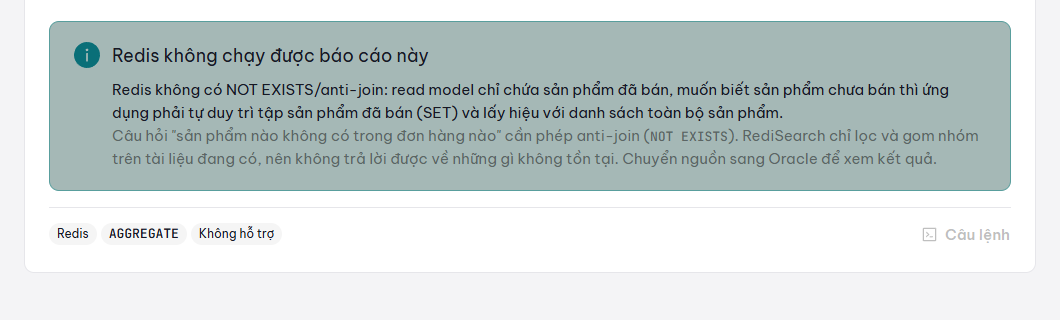 Redis không chạy được báo cáo này
Redis không có NOT EXISTS/anti-join: read model chỉ chứa sản phẩm đã bán, muốn biết sản phẩm chưa bán thì ứng
dụng phải tự duy trì tập sản phẩm đã bán (SET) và lấy hiệu với danh sách toàn bộ sản phẩm.
Câu hỏi "sản phẩm nào không có trong đơn hàng nào" cần phép anti-join (NOT EXISTS). RediSearch chỉ lọc và gom nhóm
trên tài liệu đang có, nên không trả lời được về những gì không tồn tại. Chuyển nguồn sang Oracle để xem kết quả.
Redis AGGREGATE Không hỗ trợ Câu lệnh